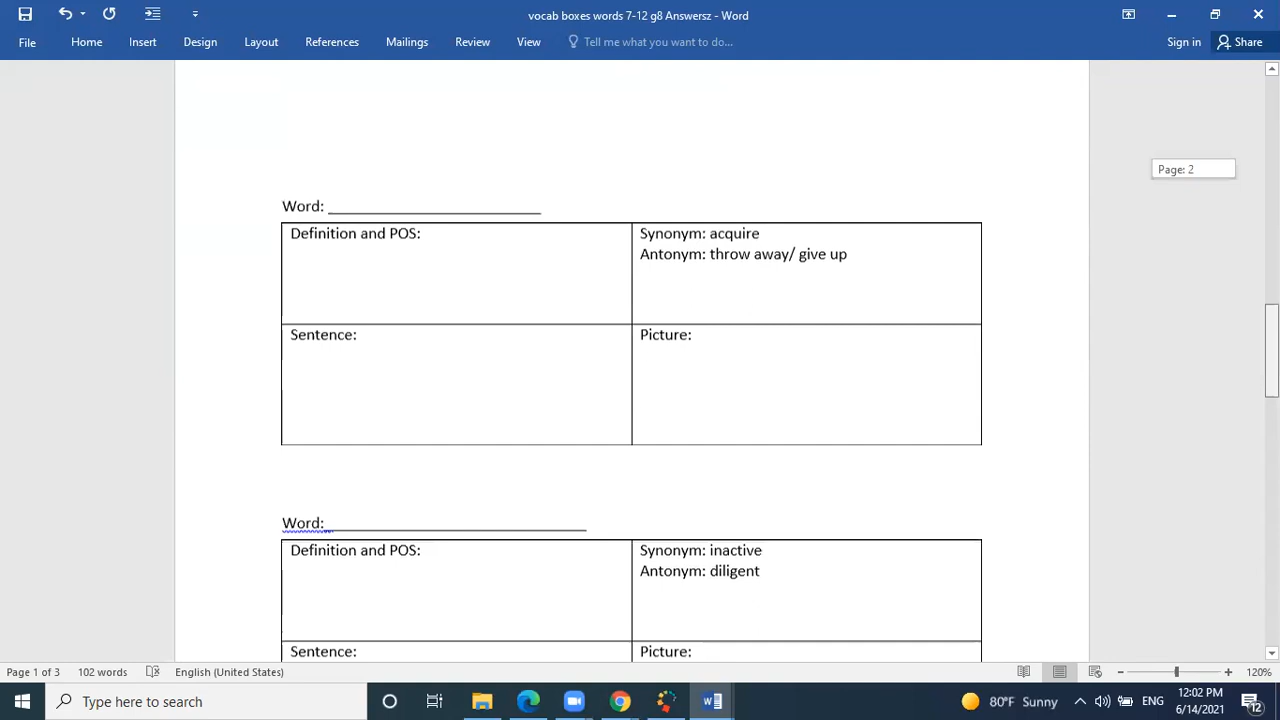 vocab boxes words 7-12 g8 Answersz - Word
File Home Insert Design Layout References Mailings Review View Tell me what you want to do... Sign in Share
Page: 2
Word: ___________________________
Definition and POS:
Synonym: acquire
Antonym: throw away/ give up
Sentence:
Picture:
Word:_________________________________
Definition and POS:
Synonym: inactive
Antonym: diligent
Sentence:
Picture:
Page 1 of 3 102 words English (United States) 120%
Type here to search
80°F Sunny
ENG
12:02 PM
6/14/2021
12